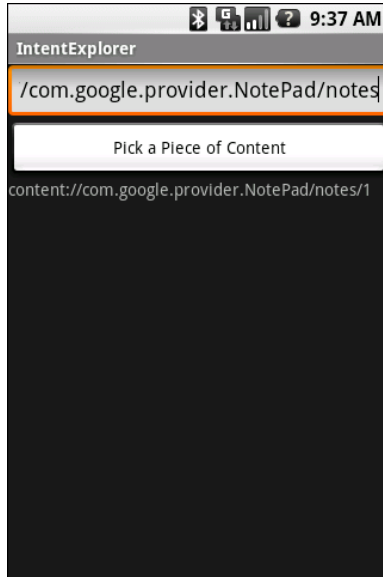 G ? 9:37 AM
IntentExplorer
/com.google.provider.NotePad/notes
Pick a Piece of Content
content://com.google.provider.NotePad/notes/1